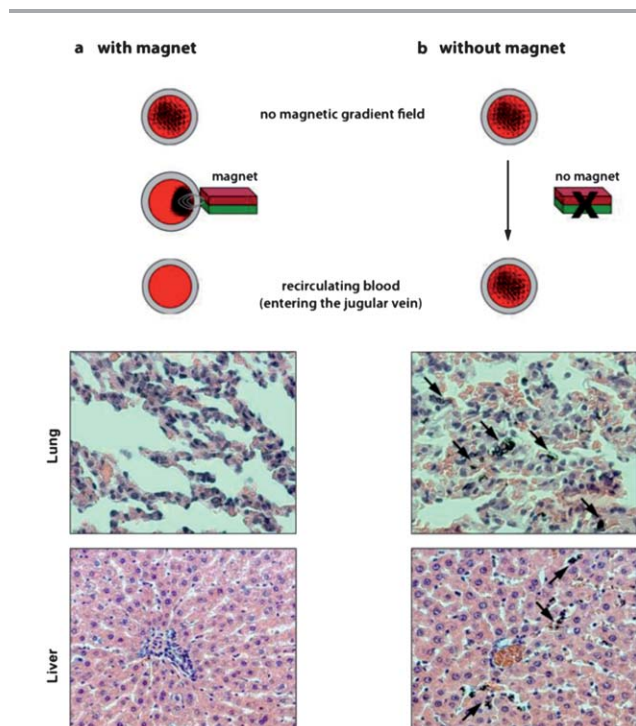 a with magnet
b without magnet
no magnetic gradient field
magnet
no magnet
X
recirculating blood
(entering the jugular vein)
Lung
Liver